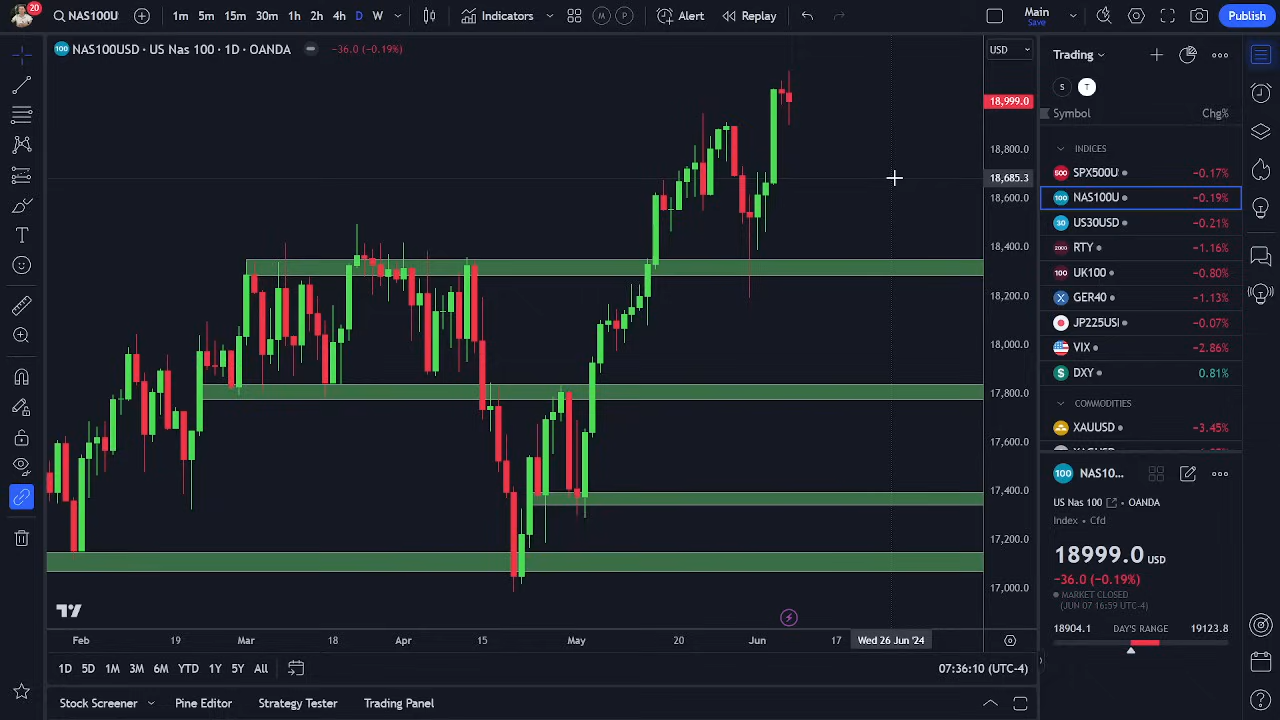 20
NAS100U
1m 5m 15m 30m 1h 2h 4h D W
Indicators
M P
Alert
Replay
Main
Save
Publish
100 NAS100USD · US Nas 100 · 1D · OANDA −36.0 (−0.19%)
USD
18,999.0
18,800.0
18,685.3
18,600.0
18,400.0
18,200.0
18,000.0
17,800.0
17,600.0
17,400.0
17,200.0
17,000.0
Feb 19 Mar 18 Apr 15 May 20 Jun 17 Wed 26 Jun '24
1D 5D 1M 3M 6M YTD 1Y 5Y All
07:36:10 (UTC-4)
Stock Screener Pine Editor Strategy Tester Trading Panel
Trading
S T
Symbol Chg%
INDICES
500 SPX500U −0.17%
100 NAS100U −0.19%
30 US30USD −0.21%
2000 RTY −1.16%
100 UK100 −0.80%
X GER40 −1.13%
JP225USI −0.07%
VIX −2.86%
$ DXY 0.81%
COMMODITIES
XAUUSD −3.45%
100 NAS10...
US Nas 100 • OANDA
Index • Cfd
18999.0 USD
−36.0 (−0.19%)
MARKET CLOSED
(JUN 07 16:59 UTC-4)
18904.1 DAY'S RANGE 19123.8